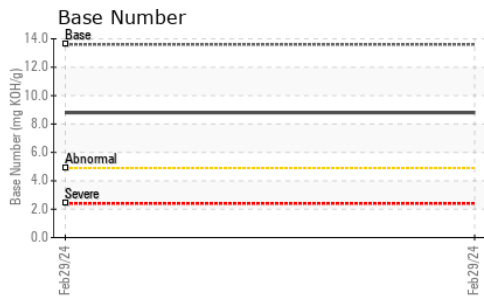 Base Number
Base Number (mg KOH/g)
14.0
12.0
10.0
8.0
6.0
4.0
2.0
0.0
Base
Abnormal
Severe
Feb29/24
Feb29/24